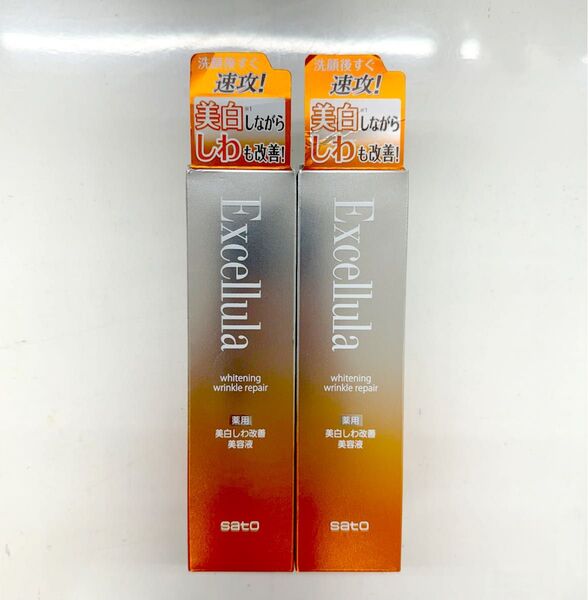 洗顔後すぐ
速攻!
美白※1しながら
しわも改善!
Excellula
whitening
wrinkle repair
薬用
美白しわ改善
美容液
sato
洗顔後すぐ
速攻!
美白※1しながら
しわも改善!
Excellula
whitening
wrinkle repair
薬用
美白しわ改善
美容液
sato